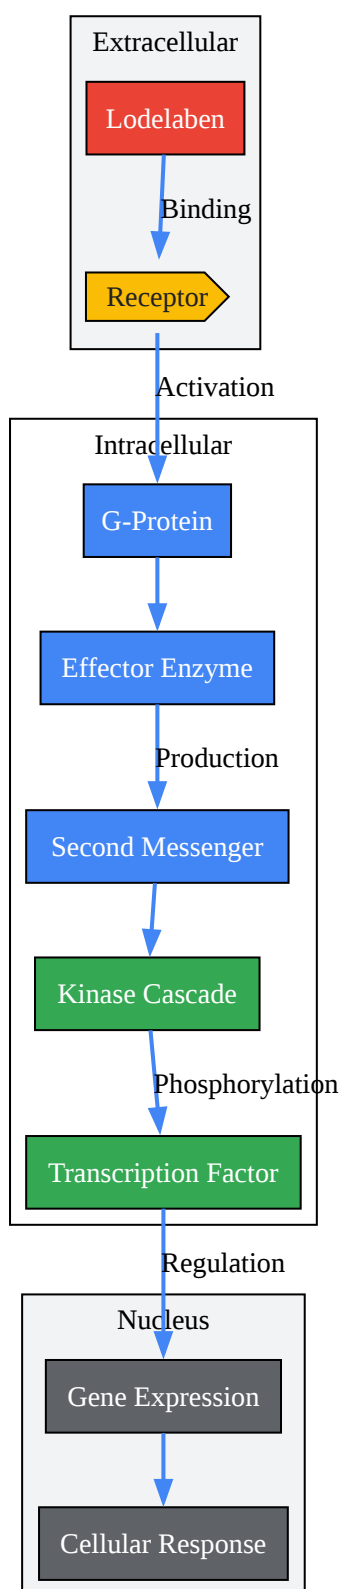 Extracellular
Lodelaben
Binding
Receptor
Activation
Intracellular
G-Protein
Effector Enzyme
Production
Second Messenger
Kinase Cascade
Phosphorylation
Transcription Factor
Regulation
Nucleus
Gene Expression
Cellular Response